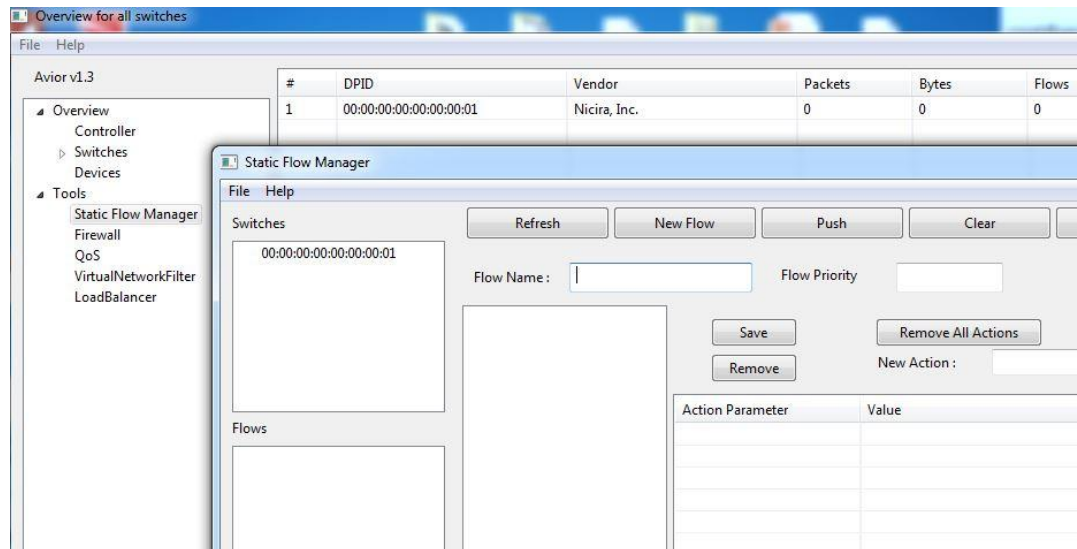 Overview for all switches
File Help
Avior v1.3
# DPID Vendor Packets Bytes Flows
1 00:00:00:00:00:00:00:01 Nicira, Inc. 0 0 0
Overview
Controller
Switches
Devices
Tools
Static Flow Manager
Firewall
QoS
VirtualNetworkFilter
LoadBalancer
Static Flow Manager
File Help
Switches
00:00:00:00:00:00:00:01
Flows
Refresh New Flow Push Clear
Flow Name : Flow Priority
Save Remove All Actions
Remove New Action :
Action Parameter Value